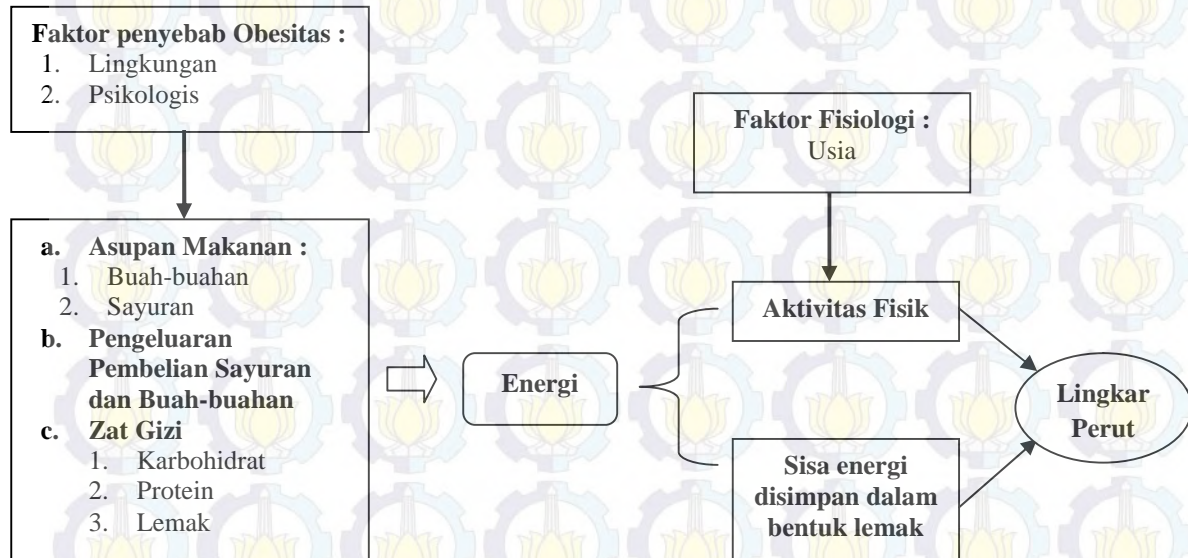 Faktor penyebab Obesitas :
1. Lingkungan
2. Psikologis
Faktor Fisiologi :
Usia
a. Asupan Makanan :
1. Buah-buahan
2. Sayuran
b. Pengeluaran
Pembelian Sayuran
dan Buah-buahan
c. Zat Gizi
1. Karbohidrat
2. Protein
3. Lemak
Energi
Aktivitas Fisik
Sisa energi
disimpan dalam
bentuk lemak
Lingkar
Perut